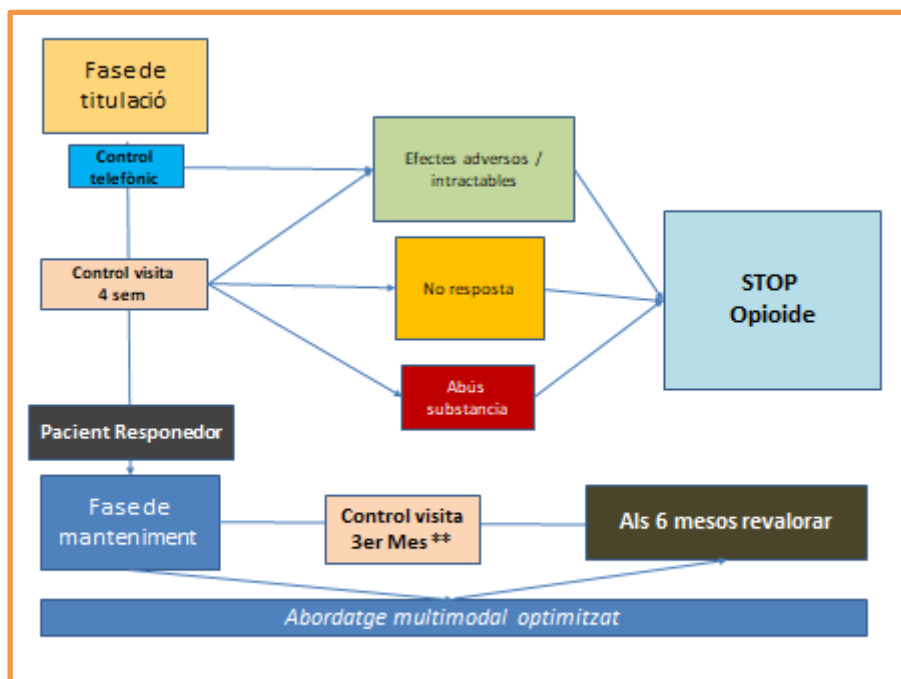 Fase de
titulació
Control
telefònic
Efectes adversos /
intractables
Control visita
4 sem
No resposta
STOP
Opioide
Abús
substancia
Pacient Responedor
Fase de
manteniment
Control visita
3er Mes **
Als 6 mesos revalorar
Abordatge multimodal optimitzat